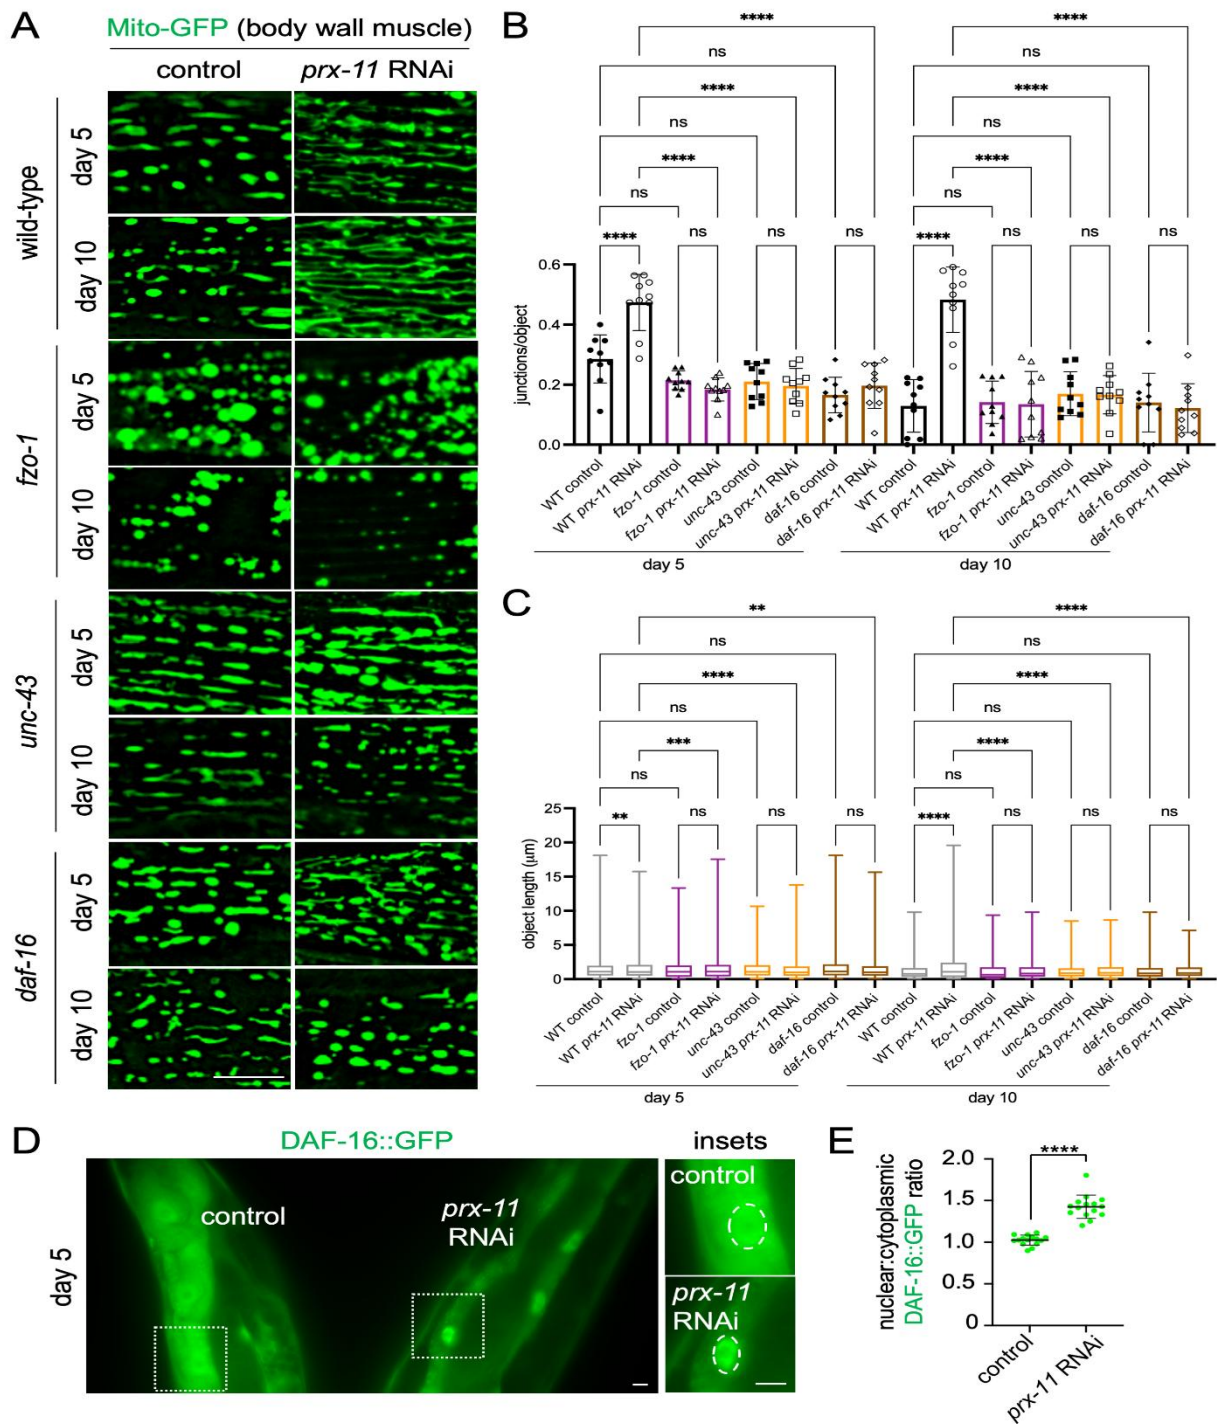 A
Mito-GFP (body wall muscle)
control
prx-11 RNAi
wild-type
day 5
day 10
fzo-1
day 5
day 10
unc-43
day 5
day 10
daf-16
day 5
day 10
B
****
****
ns
ns
****
****
ns
ns
****
****
ns
ns
****
ns
ns
ns
****
ns
ns
ns
junctions/object
0.6
0.4
0.2
0.0
WT control
WT prx-11 RNAi
fzo-1 control
fzo-1 prx-11 RNAi
unc-43 control
unc-43 prx-11 RNAi
daf-16 control
daf-16 prx-11 RNAi
WT control
WT prx-11 RNAi
fzo-1 control
fzo-1 prx-11 RNAi
unc-43 control
unc-43 prx-11 RNAi
daf-16 control
daf-16 prx-11 RNAi
day 5
day 10
C
**
****
ns
ns
****
****
ns
ns
***
****
ns
ns
**
ns
ns
ns
****
ns
ns
ns
object length (μm)
25
20
15
10
5
0
WT control
WT prx-11 RNAi
fzo-1 control
fzo-1 prx-11 RNAi
unc-43 control
unc-43 prx-11 RNAi
daf-16 control
daf-16 prx-11 RNAi
WT control
WT prx-11 RNAi
fzo-1 control
fzo-1 prx-11 RNAi
unc-43 control
unc-43 prx-11 RNAi
daf-16 control
daf-16 prx-11 RNAi
day 5
day 10
D
DAF-16::GFP
insets
day 5
control
prx-11
RNAi
control
prx-11
RNAi
E
****
nuclear:cytoplasmic
DAF-16::GFP ratio
2.0
1.5
1.0
0.5
0
control
prx-11 RNAi